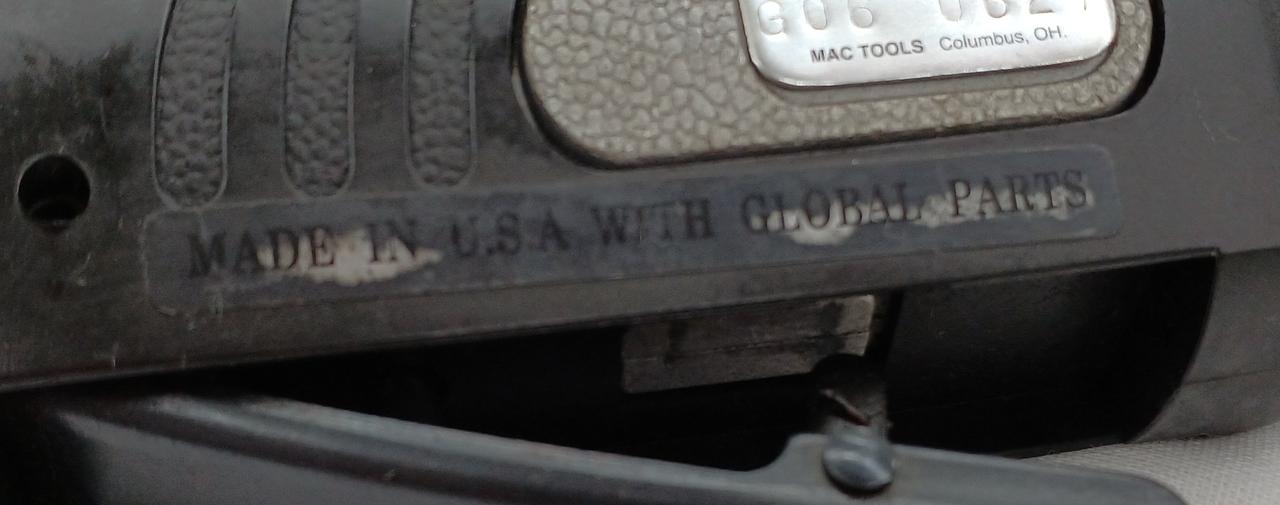 MAC TOOLS Columbus, OH.
MADE IN U.S.A WITH GLOBAL PARTS